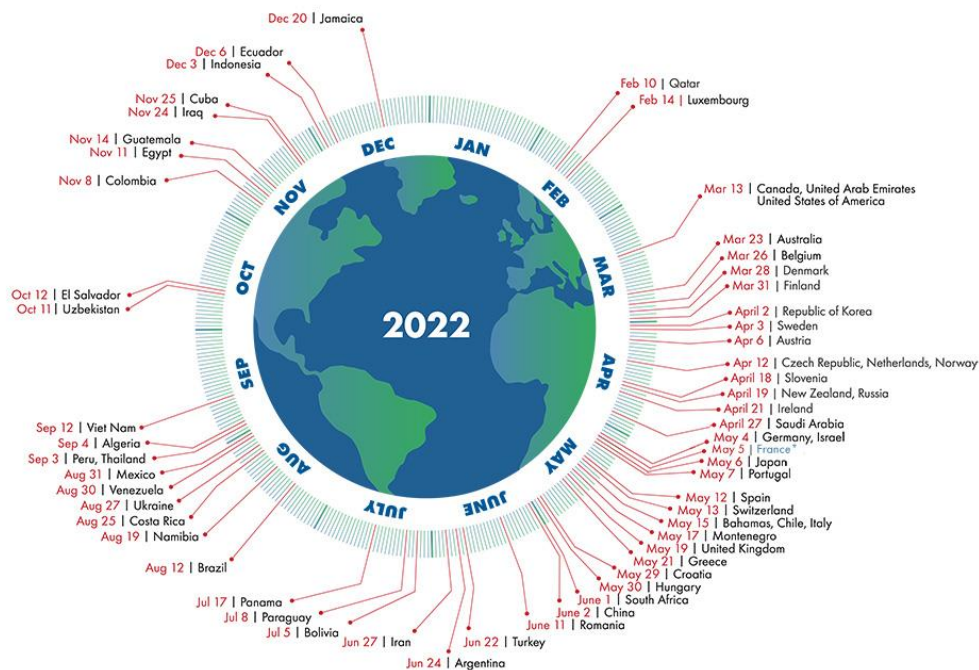 2022
JAN
FEB
MAR
APR
MAY
JUNE
JULY
AUG
SEP
OCT
NOV
DEC
Feb 10 | Qatar
Feb 14 | Luxembourg
Mar 13 | Canada, United Arab Emirates
United States of America
Mar 23 | Australia
Mar 26 | Belgium
Mar 28 | Denmark
Mar 31 | Finland
April 2 | Republic of Korea
Apr 3 | Sweden
Apr 6 | Austria
Apr 12 | Czech Republic, Netherlands, Norway
April 18 | Slovenia
April 19 | New Zealand, Russia
April 21 | Ireland
April 27 | Saudi Arabia
May 4 | Germany, Israel
May 5 | France*
May 6 | Japan
May 7 | Portugal
May 12 | Spain
May 13 | Switzerland
May 15 | Bahamas, Chile, Italy
May 17 | Montenegro
May 19 | United Kingdom
May 21 | Greece
May 29 | Croatia
May 30 | Hungary
June 1 | South Africa
June 2 | China
June 11 | Romania
Jun 22 | Turkey
Jun 24 | Argentina
Jun 27 | Iran
Jul 5 | Bolivia
Jul 8 | Paraguay
Jul 17 | Panama
Aug 12 | Brazil
Aug 19 | Namibia
Aug 25 | Costa Rica
Aug 27 | Ukraine
Aug 30 | Venezuela
Aug 31 | Mexico
Sep 3 | Peru, Thailand
Sep 4 | Algeria
Sep 12 | Viet Nam
Oct 11 | Uzbekistan
Oct 12 | El Salvador
Nov 8 | Colombia
Nov 11 | Egypt
Nov 14 | Guatemala
Nov 24 | Iraq
Nov 25 | Cuba
Dec 3 | Indonesia
Dec 6 | Ecuador
Dec 20 | Jamaica